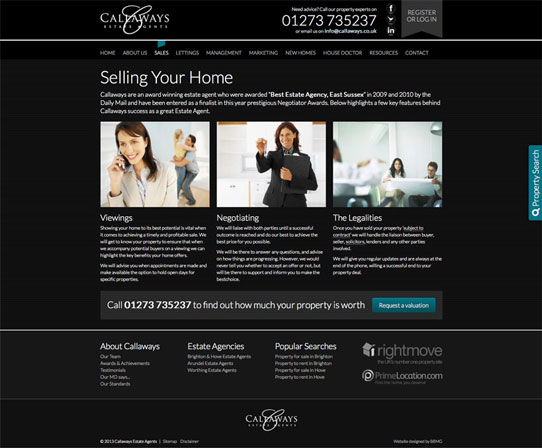 CALLAWAYS
ESTATE AGENTS
Need advice? Call our property experts on
01273 735237
or email us on info@callaways.co.uk
REGISTER
OR LOG IN
HOME ABOUT US SALES LETTINGS MANAGEMENT MARKETING NEW HOMES HOUSE DOCTOR RESOURCES CONTACT
Selling Your Home
Callaways are an award winning estate agent who were awarded "Best Estate Agency, East Sussex" in 2009 and 2010 by the
Daily Mail and have been entered as a finalist in this year prestigious Negotiator Awards. Below highlights a few key features behind
Callaways success as a great Estate Agent.
Property Search
Viewings
Showing your home to its best potential is vital when
it comes to achieving a timely and profitable sale. We
will get to know your property to ensure that when
we accompany potential buyers on a viewing we can
highlight the key benefits your home offers.
We will advise you when appointments are made and
make available the option to hold open days for
specific properties.
Negotiating
We will liaise with both parties until a successful
outcome is reached and do our best to achieve the
best price for you possible.
We will be there to answer any questions, and advise
on how things are progressing. However, we would
never tell you whether to accept an offer or not, but
will be there to support and inform you to make the
bestchoice.
The Legalities
Once you have sold your property 'subject to
contract' we will handle the liaison between buyer,
seller, solicitors, lenders and any other parties
involved.
We will give you regular updates and are always at the
end of the phone, willing a successful end to your
property deal.
Call 01273 735237 to find out how much your property is worth
Request a valuation
About Callaways
Our Team
Awards & Achievements
Testimonials
Our MD says...
Our Standards
Estate Agencies
Brighton & Hove Estate Agents
Arundel Estate Agents
Worthing Estate Agents
Popular Searches
Property for sale in Brighton
Property to rent in Brighton
Property for sale in Hove
Property to rent in Hove
rightmove
the UK's number one property site
PrimeLocation.com
Find the home you deserve
CALLAWAYS
ESTATE AGENTS
© 2013 Callaways Estate Agents | Sitemap Disclaimer
Website designed by BBMG